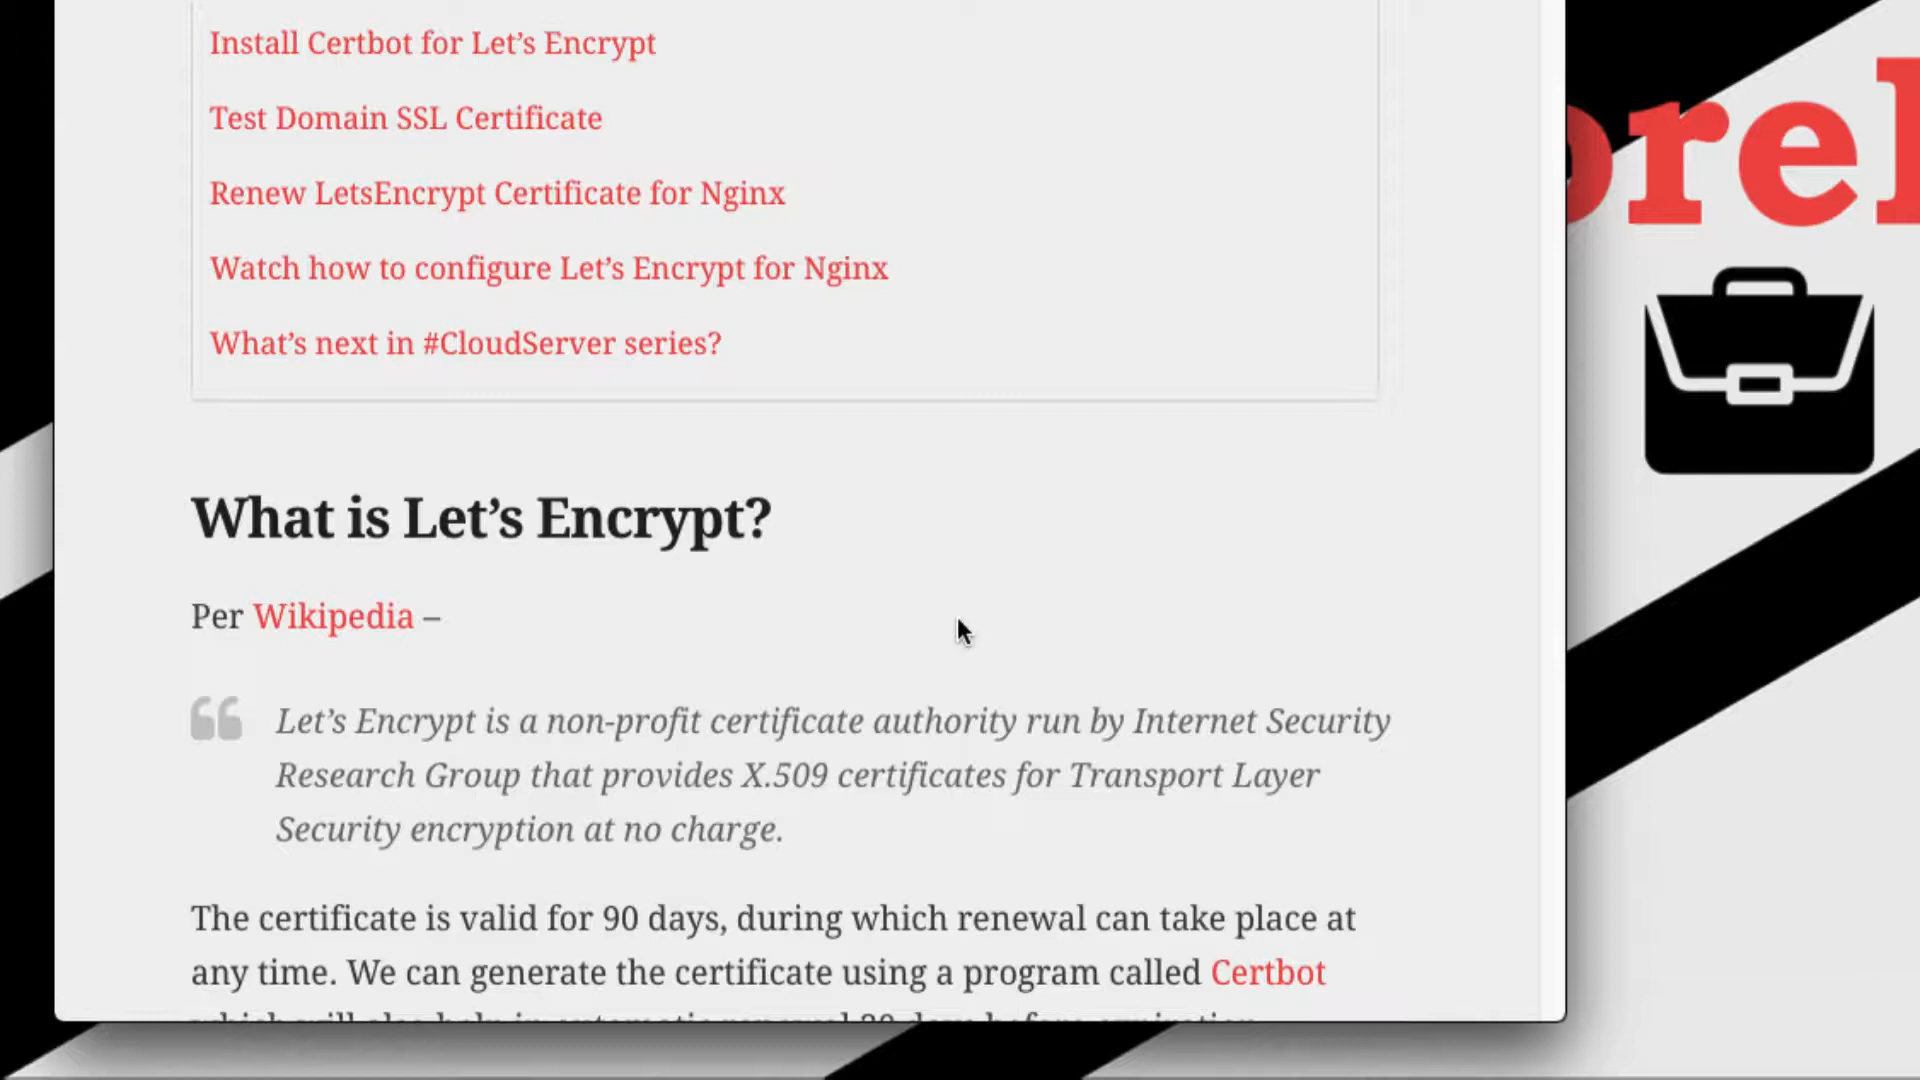 Install Certbot for Let’s Encrypt
Test Domain SSL Certificate
Renew LetsEncrypt Certificate for Nginx
Watch how to configure Let’s Encrypt for Nginx
What’s next in #CloudServer series?
What is Let’s Encrypt?
Per Wikipedia –
Let’s Encrypt is a non-profit certificate authority run by Internet Security
Research Group that provides X.509 certificates for Transport Layer
Security encryption at no charge.
The certificate is valid for 90 days, during which renewal can take place at
any time. We can generate the certificate using a program called Certbot